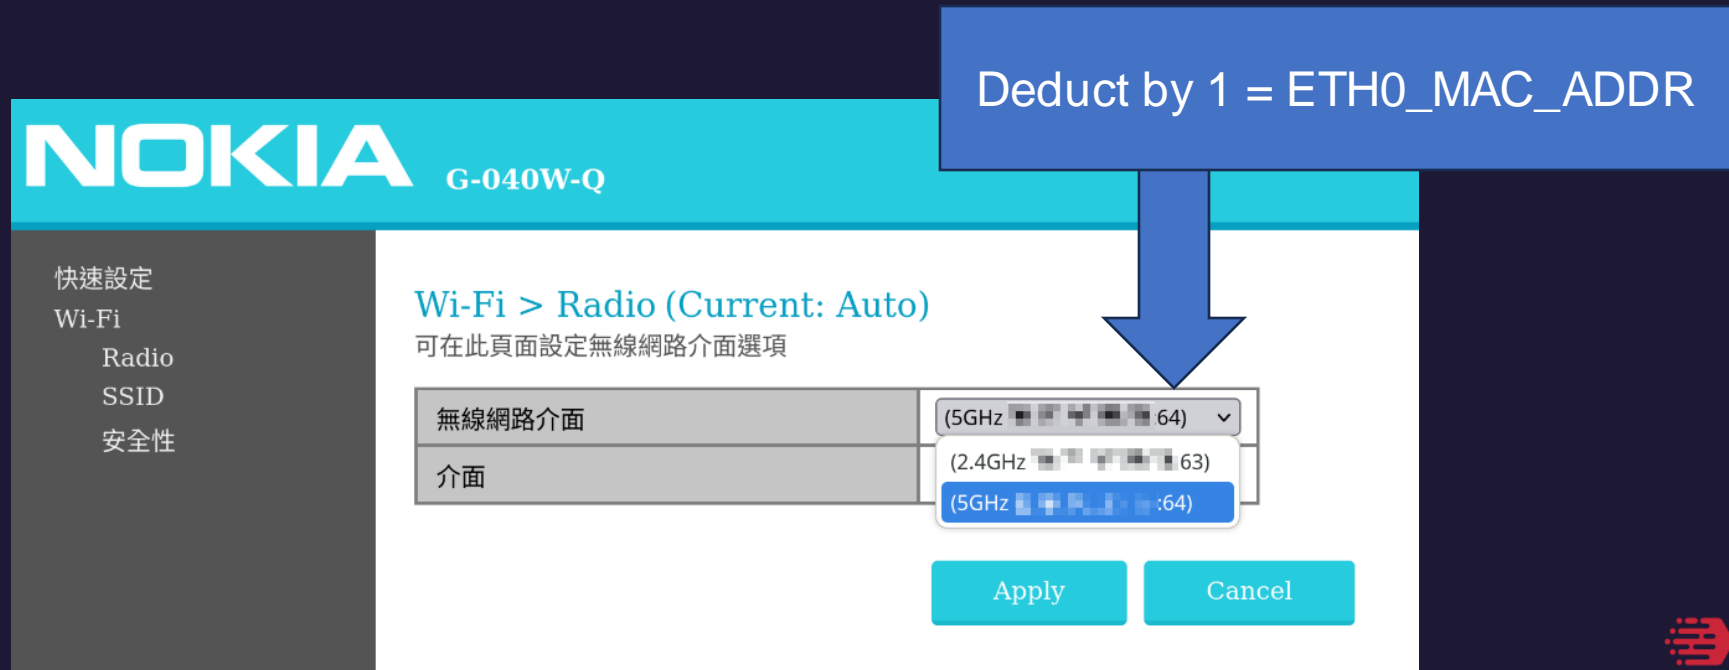 Deduct by 1 = ETH0_MAC_ADDR
NOKIA G-040W-Q
快速設定
Wi-Fi
Radio
SSID
安全性
Wi-Fi > Radio (Current: Auto)
可在此頁面設定無線網路介面選項
無線網路介面
(5GHz :64)
(2.4GHz 63)
介面
(5GHz :64)
Apply
Cancel